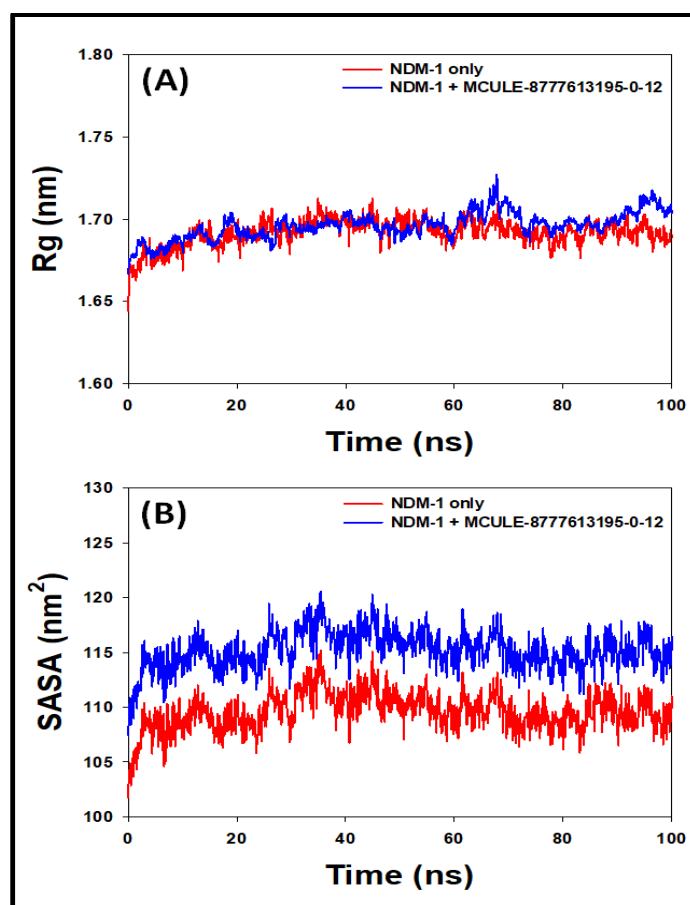 (A)
NDM-1 only
NDM-1 + MCULE-8777613195-0-12
1.80
1.75
1.70
1.65
1.60
Rg (nm)
0 20 40 60 80 100
Time (ns)
(B)
NDM-1 only
NDM-1 + MCULE-8777613195-0-12
130
125
120
115
110
105
100
SASA (nm²)
0 20 40 60 80 100
Time (ns)